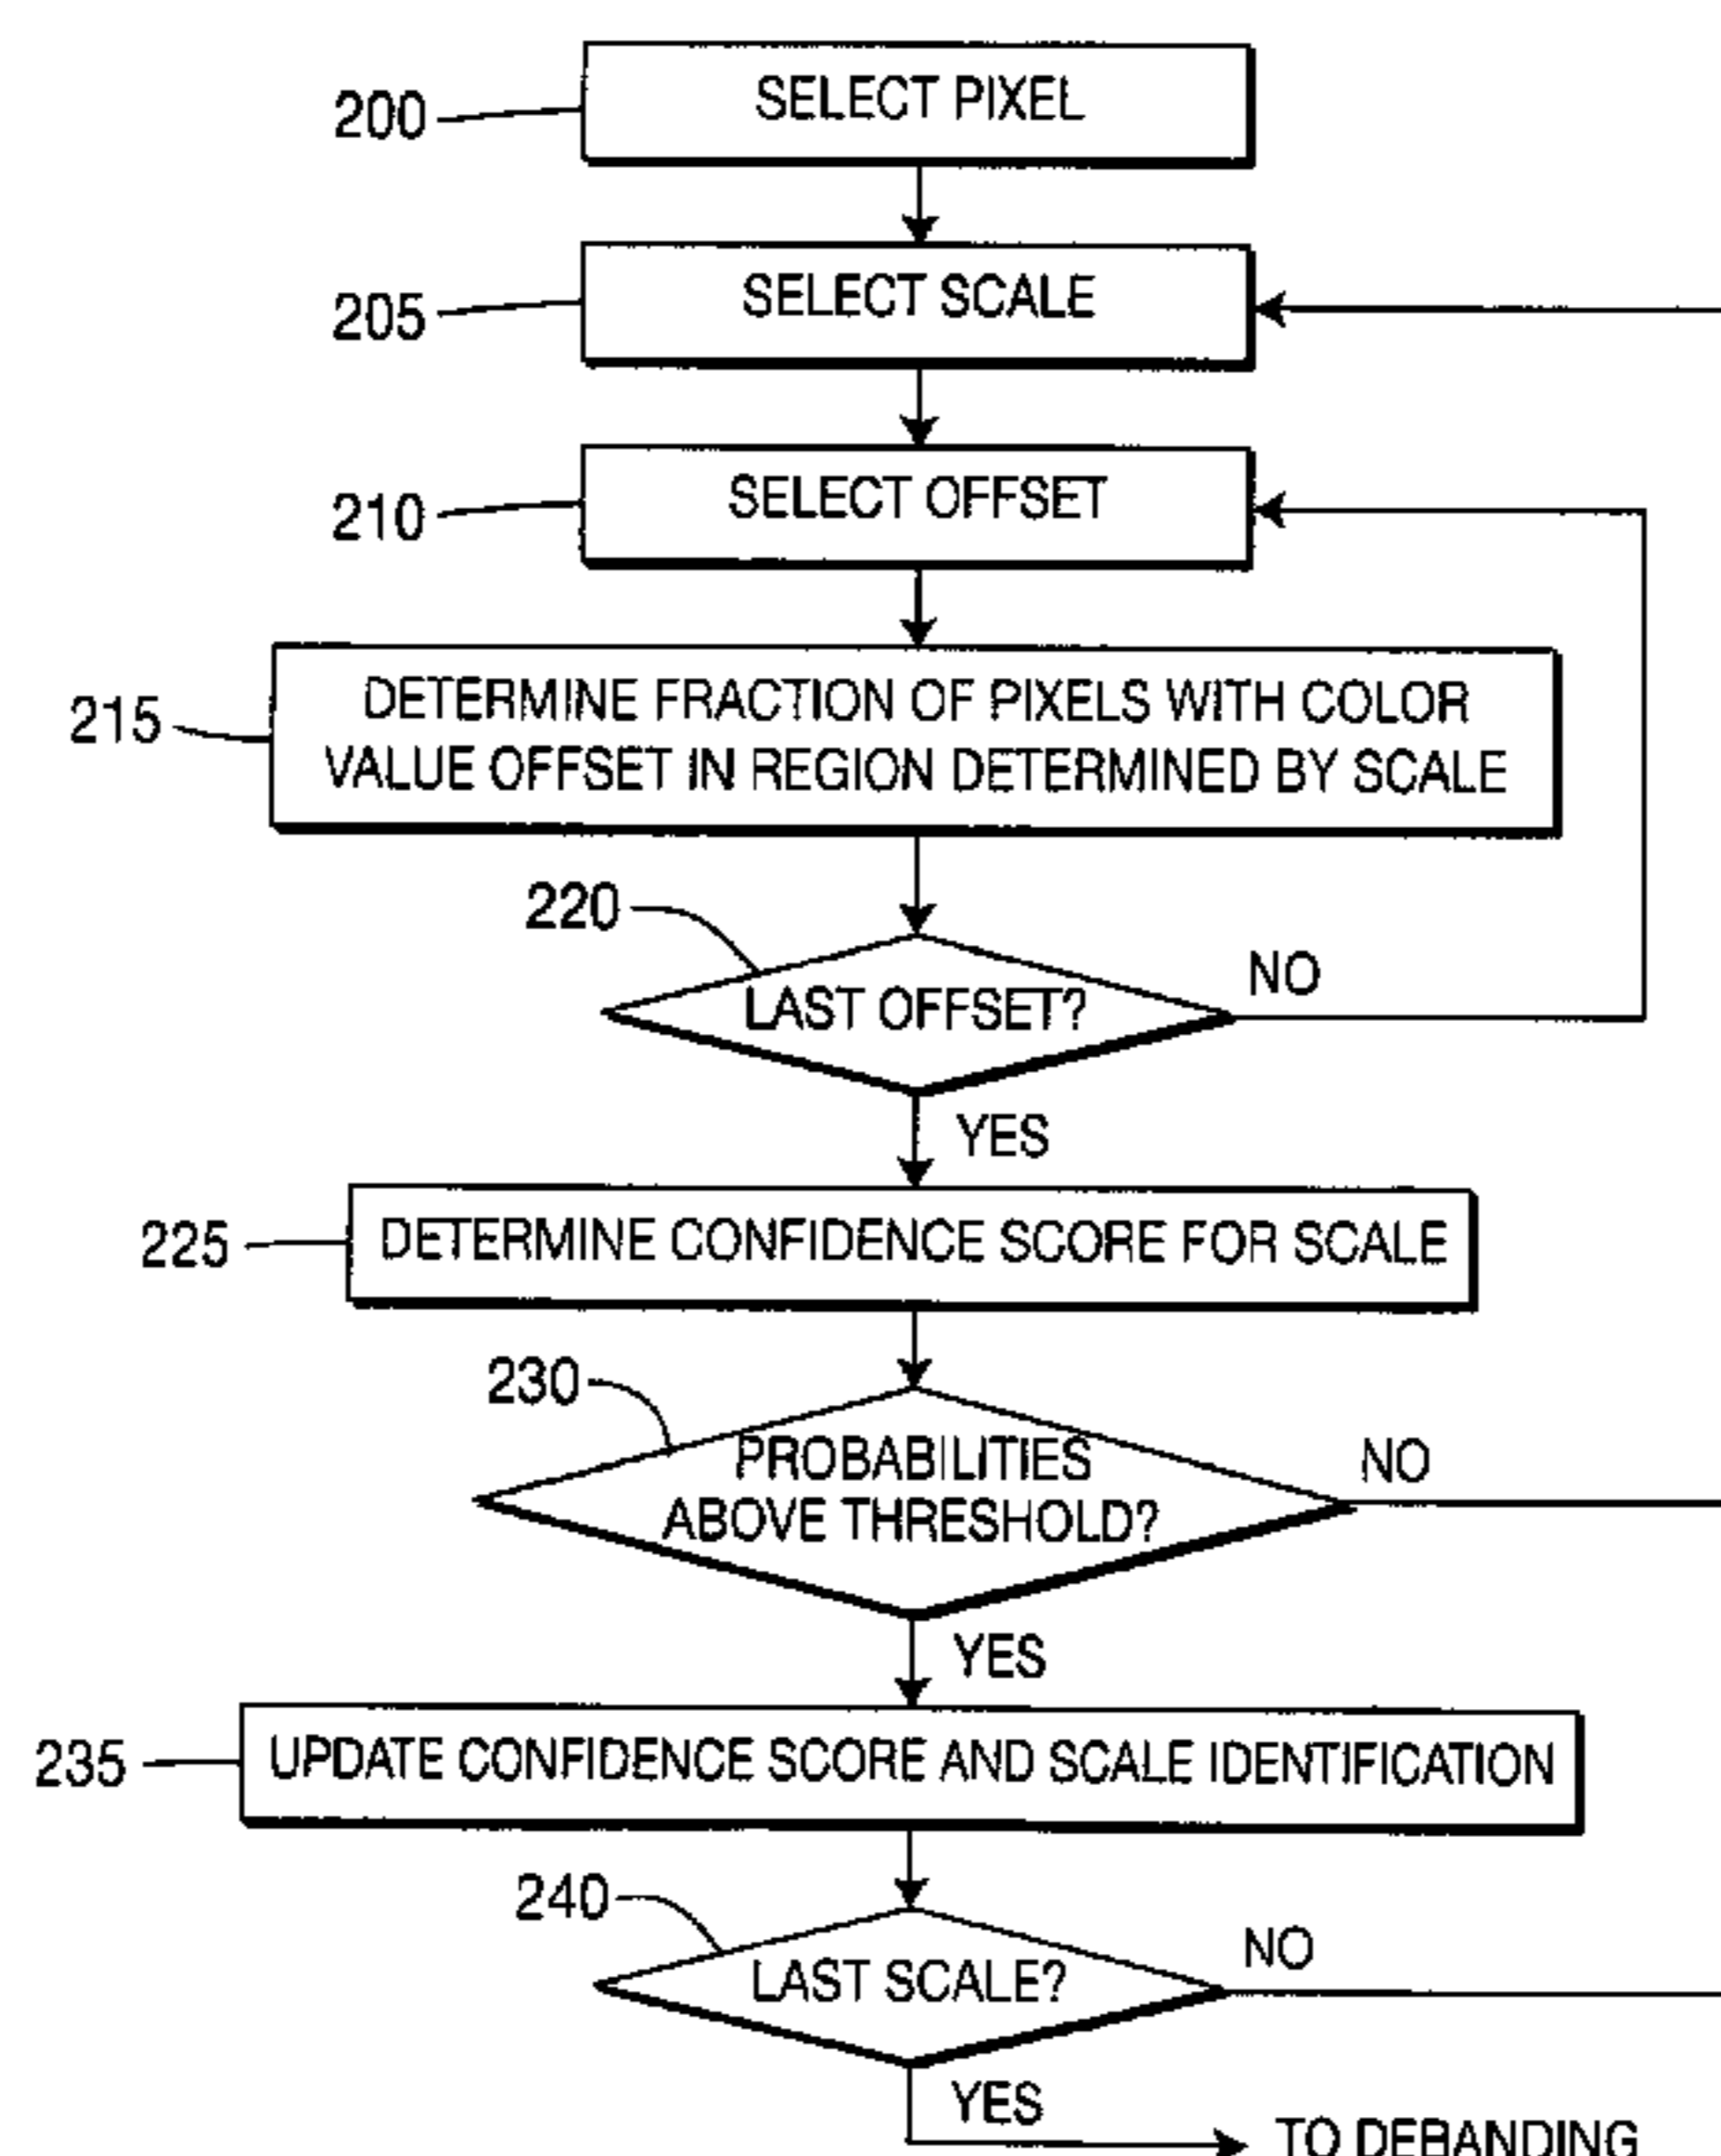 200
SELECT PIXEL
205
SELECT SCALE
210
SELECT OFFSET
215
DETERMINE FRACTION OF PIXELS WITH COLOR
VALUE OFFSET IN REGION DETERMINED BY SCALE
220
LAST OFFSET?
NO
YES
225
DETERMINE CONFIDENCE SCORE FOR SCALE
230
PROBABILITIES
ABOVE THRESHOLD?
NO
YES
235
UPDATE CONFIDENCE SCORE AND SCALE IDENTIFICATION
240
LAST SCALE?
NO
YES
TO DEBANDING